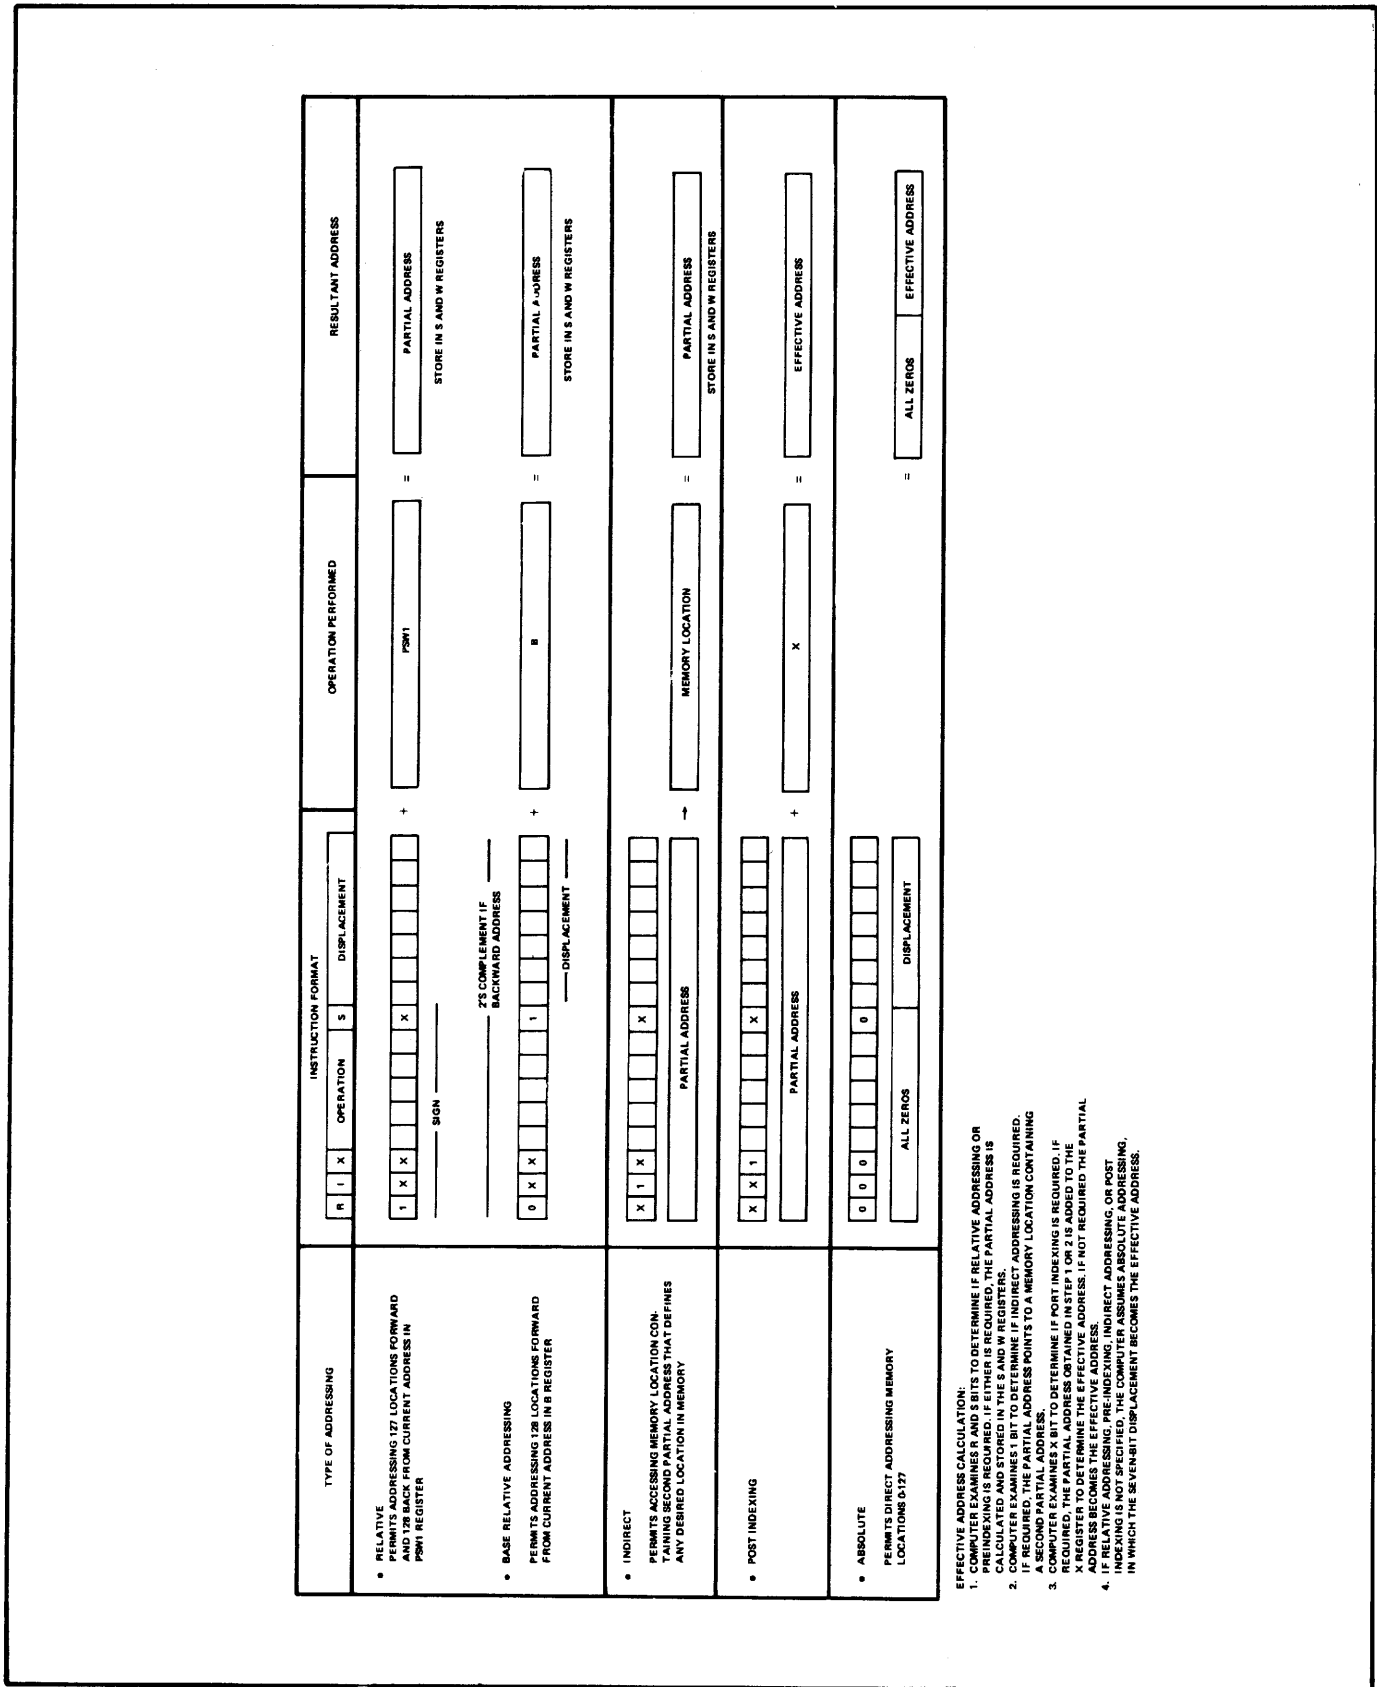 TYPE OF ADDRESSING
INSTRUCTION FORMAT
R I X OPERATION S DISPLACEMENT
OPERATION PERFORMED
RESULTANT ADDRESS
• RELATIVE
PERMITS ADDRESSING 127 LOCATIONS FORWARD
AND 128 BACK FROM CURRENT ADDRESS IN
PSW1 REGISTER
1 X X X + PSW1 = PARTIAL ADDRESS
SIGN
STORE IN S AND W REGISTERS
2'S COMPLEMENT IF
BACKWARD ADDRESS
• BASE RELATIVE ADDRESSING
PERMITS ADDRESSING 128 LOCATIONS FORWARD
FROM CURRENT ADDRESS IN B REGISTER
0 X X 1 + B = PARTIAL ADDRESS
DISPLACEMENT
STORE IN S AND W REGISTERS
• INDIRECT
PERMITS ACCESSING MEMORY LOCATION CON-
TAINING SECOND PARTIAL ADDRESS THAT DEFINES
ANY DESIRED LOCATION IN MEMORY
X 1 X X
PARTIAL ADDRESS → MEMORY LOCATION = PARTIAL ADDRESS
STORE IN S AND W REGISTERS
• POST INDEXING
X X 1 X
PARTIAL ADDRESS + X = EFFECTIVE ADDRESS
• ABSOLUTE
PERMITS DIRECT ADDRESSING MEMORY
LOCATIONS 0-127
0 0 0 0
ALL ZEROS DISPLACEMENT = ALL ZEROS EFFECTIVE ADDRESS
EFFECTIVE ADDRESS CALCULATION:
1. COMPUTER EXAMINES R AND S BITS TO DETERMINE IF RELATIVE ADDRESSING OR
PREINDEXING IS REQUIRED. IF EITHER IS REQUIRED, THE PARTIAL ADDRESS IS
CALCULATED AND STORED IN THE S AND W REGISTERS.
2. COMPUTER EXAMINES 1 BIT TO DETERMINE IF INDIRECT ADDRESSING IS REQUIRED.
IF REQUIRED, THE PARTIAL ADDRESS POINTS TO A MEMORY LOCATION CONTAINING
A SECOND PARTIAL ADDRESS.
3. COMPUTER EXAMINES X BIT TO DETERMINE IF PORT INDEXING IS REQUIRED. IF
REQUIRED, THE PARTIAL ADDRESS OBTAINED IN STEP 1 OR 2 IS ADDED TO THE
X REGISTER TO DETERMINE THE EFFECTIVE ADDRESS. IF NOT REQUIRED THE PARTIAL
ADDRESS BECOMES THE EFFECTIVE ADDRESS.
4. IF RELATIVE ADDRESSING, PRE-INDEXING, INDIRECT ADDRESSING, OR POST
INDEXING IS NOT SPECIFIED, THE COMPUTER ASSUMES ABSOLUTE ADDRESSING,
IN WHICH THE SEVEN-BIT DISPLACEMENT BECOMES THE EFFECTIVE ADDRESS.